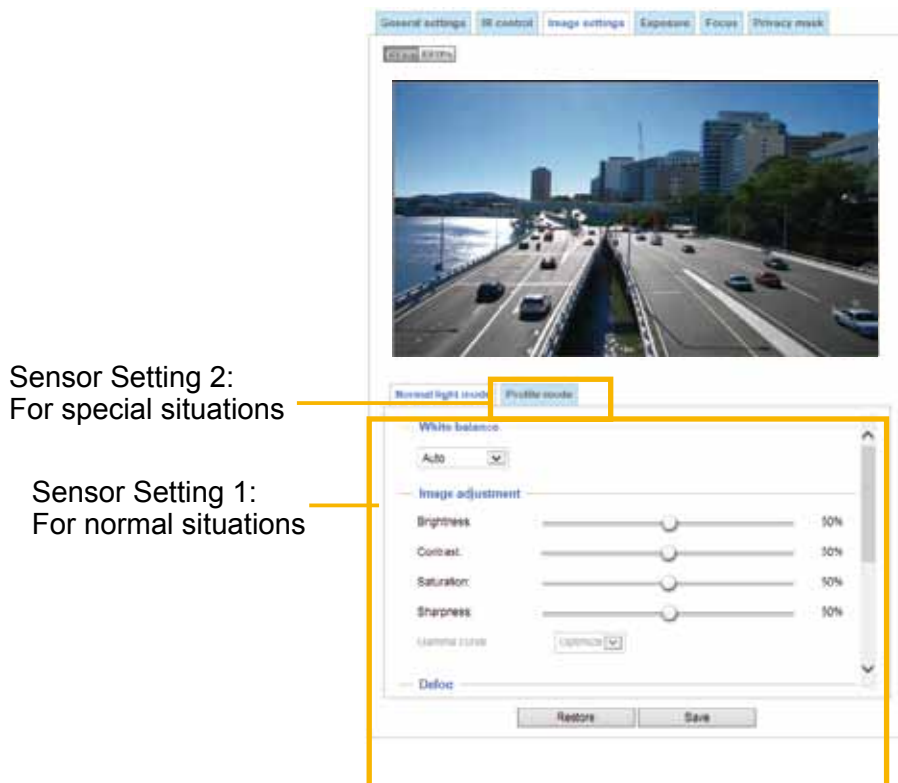 General settings IR control Image settings Exposure Focus Privacy mask
Sensor Setting 2:
For special situations
Normal light mode Profile mode
White balance
Auto
Sensor Setting 1:
For normal situations
Image adjustment
Brightness: 50%
Contrast: 50%
Saturation: 50%
Sharpness: 50%
Gamma curve Optimize
Defog
Restore Save